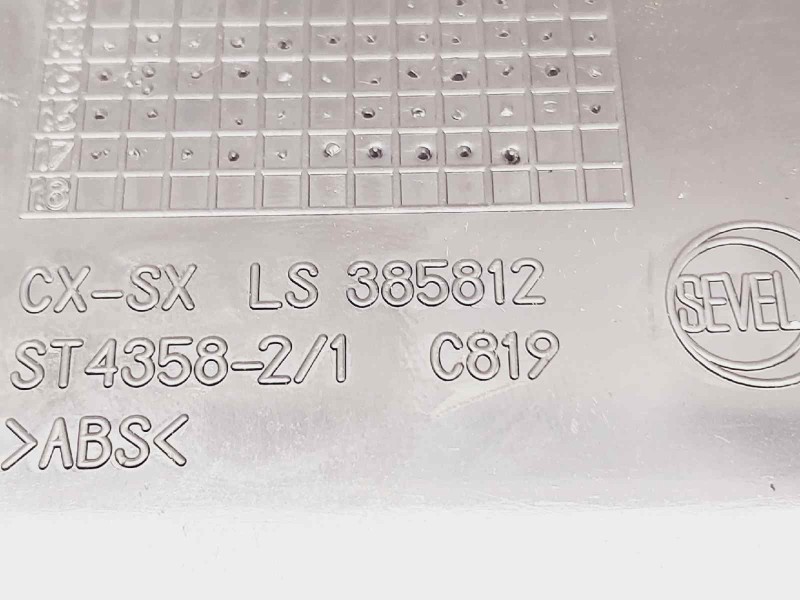 CX-SX LS 385812
SEVEL
ST4358-2/1 C819
>ABS<